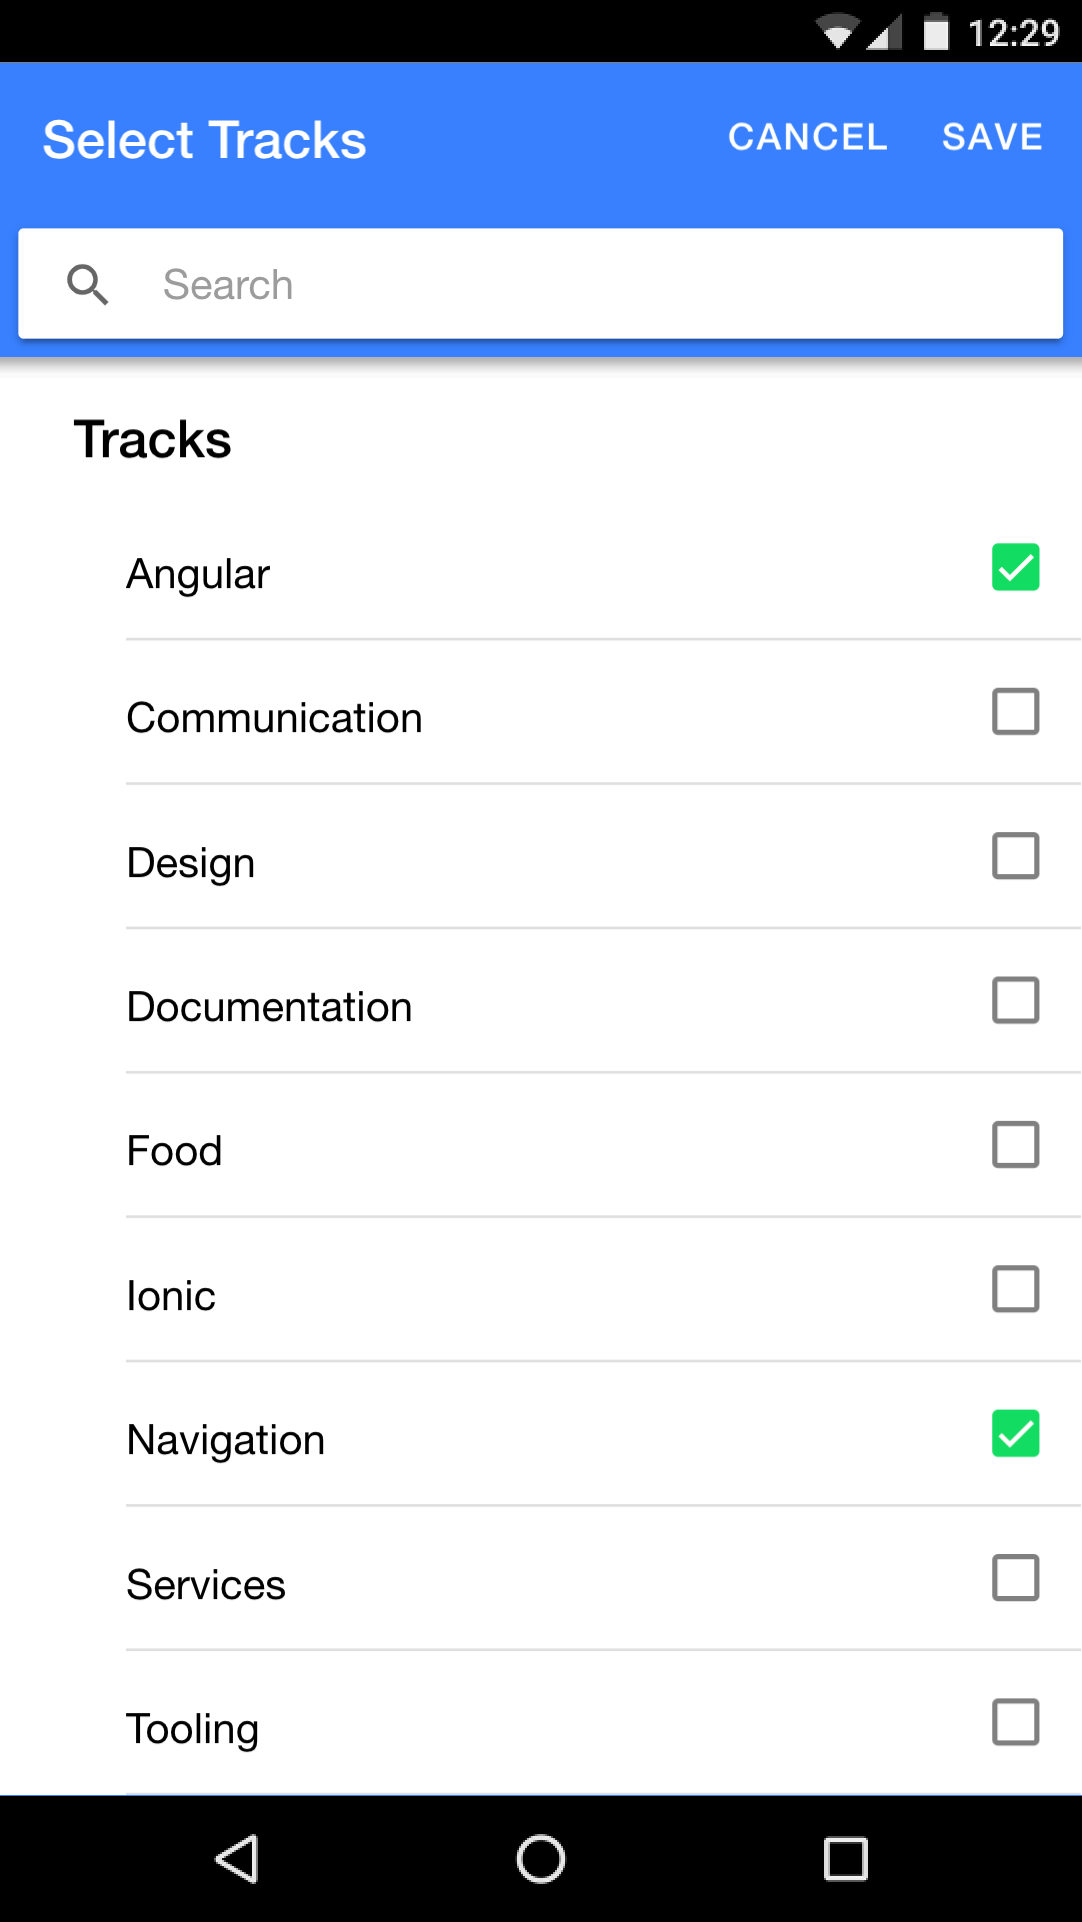 12:29
Select Tracks CANCEL SAVE
Search
Tracks
Angular
Communication
Design
Documentation
Food
Ionic
Navigation
Services
Tooling